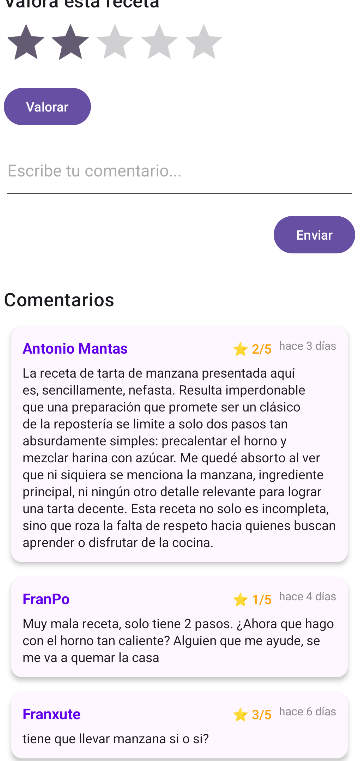 Valora esta receta
Valorar
Escribe tu comentario...
Enviar
Comentarios
Antonio Mantas ⭐ 2/5 hace 3 días
La receta de tarta de manzana presentada aquí
es, sencillamente, nefasta. Resulta imperdonable
que una preparación que promete ser un clásico
de la repostería se limite a solo dos pasos tan
absurdamente simples: precalentar el horno y
mezclar harina con azúcar. Me quedé absorto al ver
que ni siquiera se menciona la manzana, ingrediente
principal, ni ningún otro detalle relevante para lograr
una tarta decente. Esta receta no solo es incompleta,
sino que roza la falta de respeto hacia quienes buscan
aprender o disfrutar de la cocina.
FranPo ⭐ 1/5 hace 4 días
Muy mala receta, solo tiene 2 pasos. ¿Ahora que hago
con el horno tan caliente? Alguien que me ayude, se
me va a quemar la casa
Franxute ⭐ 3/5 hace 6 días
tiene que llevar manzana si o si?